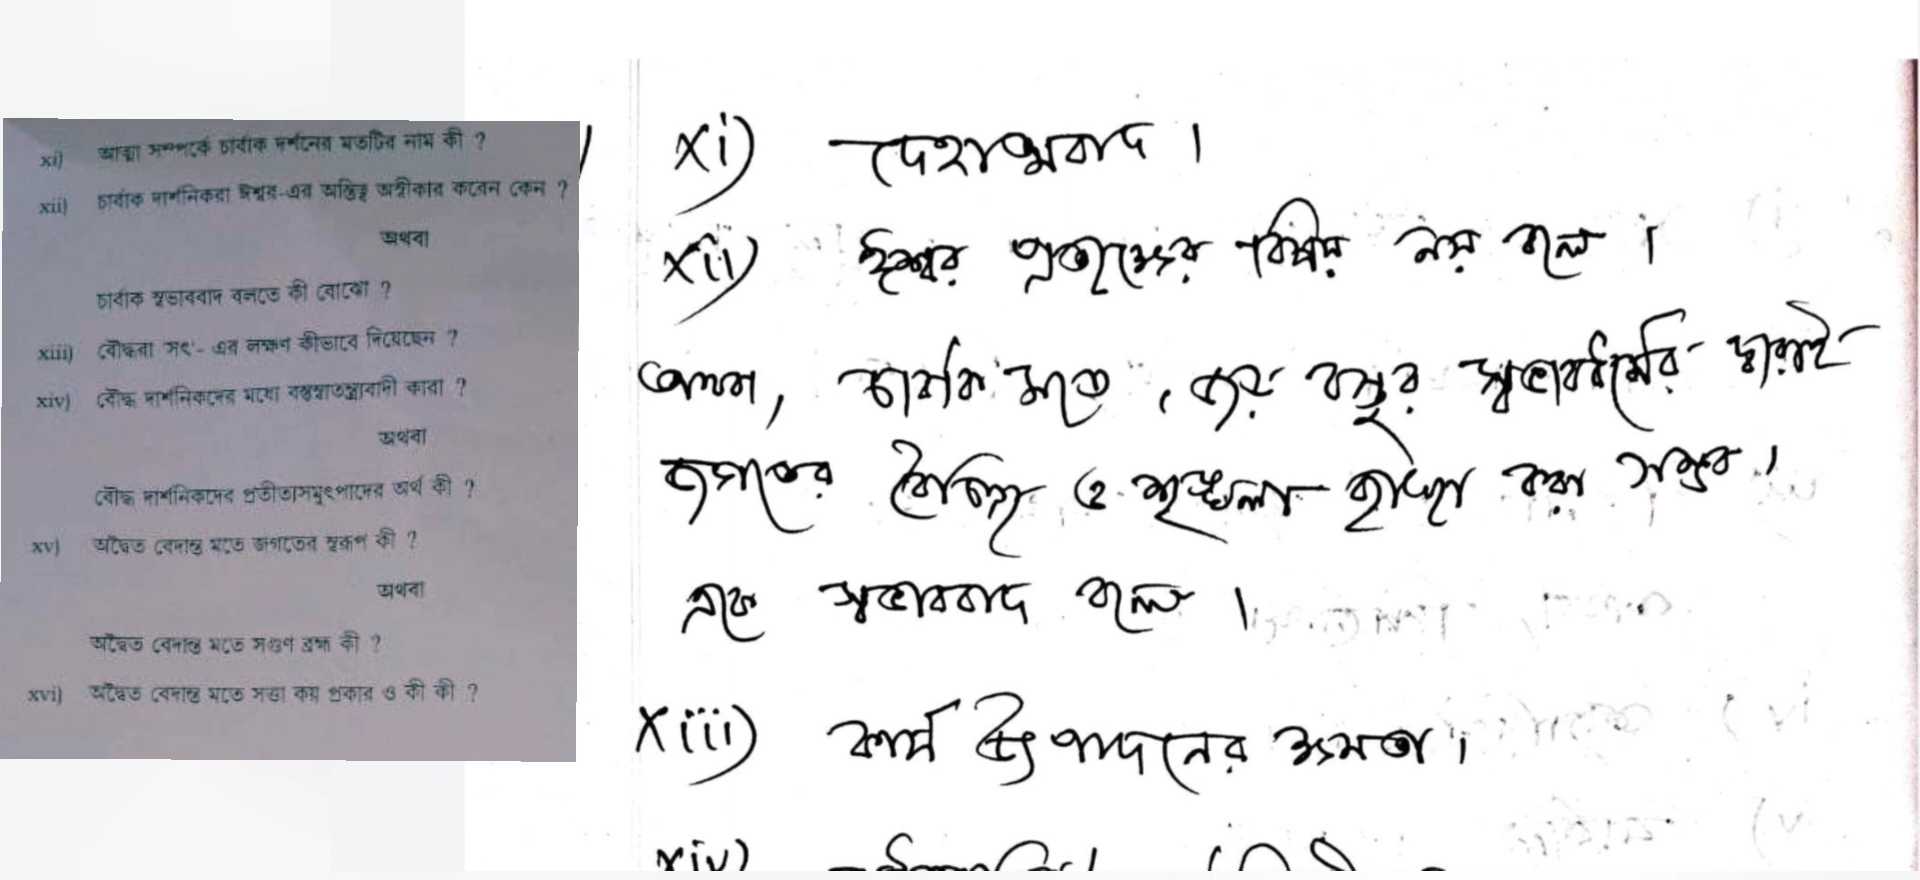 xi) আত্মা সম্পর্কে চার্বাক দর্শনের মতটির নাম কী ?
xii) চার্বাক দার্শনিকরা ঈশ্বর-এর অস্তিত্ব অস্বীকার করেন কেন ?
অথবা
চার্বাক স্বভাববাদ বলতে কী বোঝো ?
xiii) বৌদ্ধরা 'সৎ'- এর লক্ষণ কীভাবে দিয়েছেন ?
xiv) বৌদ্ধ দার্শনিকদের মধ্যে বস্তুস্বাতন্ত্র্যবাদী কারা ?
অথবা
বৌদ্ধ দার্শনিকদের প্রতীত্যসমুৎপাদের অর্থ কী ?
xv) অদ্বৈত বেদান্ত মতে জগতের স্বরূপ কী ?
অথবা
অদ্বৈত বেদান্ত মতে সগুণ ব্রহ্ম কী ?
xvi) অদ্বৈত বেদান্ত মতে সত্তা কয় প্রকার ও কী কী ?
xi) দেহাত্মবাদ ।
xii) ঈশ্বর প্রত্যক্ষের বিষয় নয় বলে ।
অথবা, চার্বাক মতে, জড় বস্তুর স্বভাবধর্মের দ্বারাই
জগতের বৈচিত্র্য ও শৃঙ্খলা ব্যাখ্যা করা সম্ভব ।
একে স্বভাববাদ বলে ।
xiii) কার্য উৎপাদনের ক্ষমতা ।
xiv)